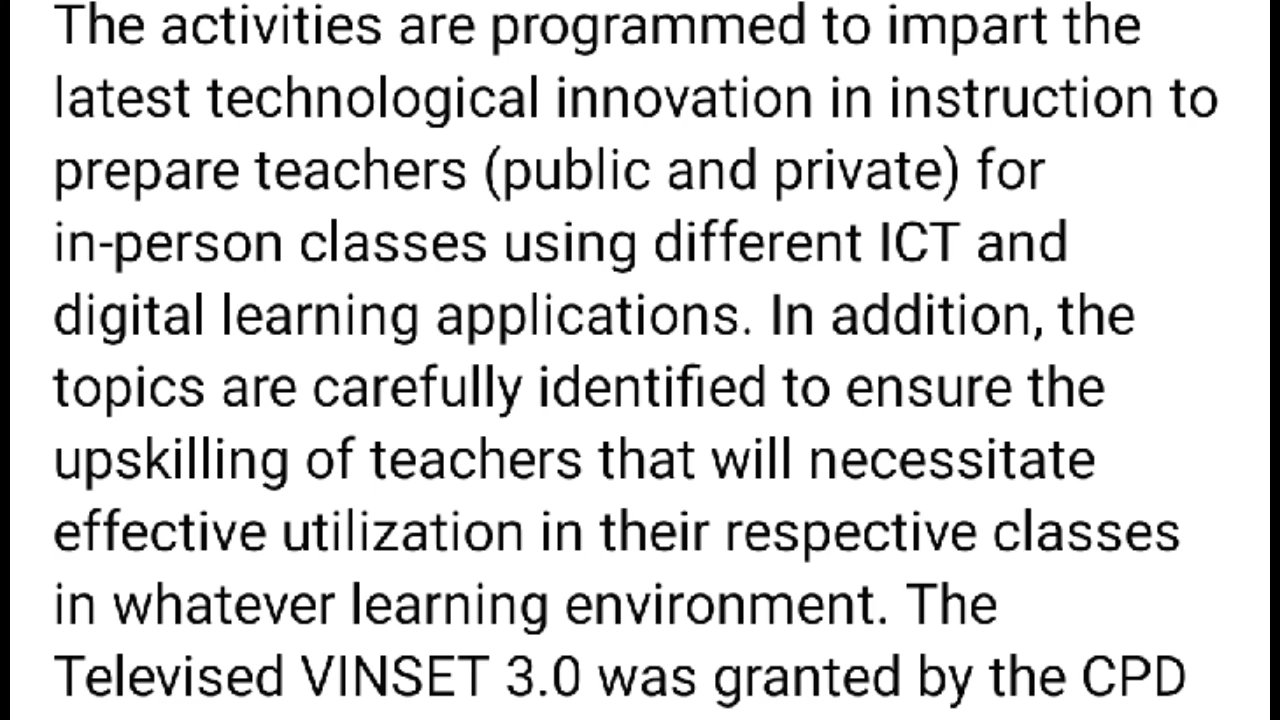 The activities are programmed to impart the
latest technological innovation in instruction to
prepare teachers (public and private) for
in-person classes using different ICT and
digital learning applications. In addition, the
topics are carefully identified to ensure the
upskilling of teachers that will necessitate
effective utilization in their respective classes
in whatever learning environment. The
Televised VINSET 3.0 was granted by the CPD